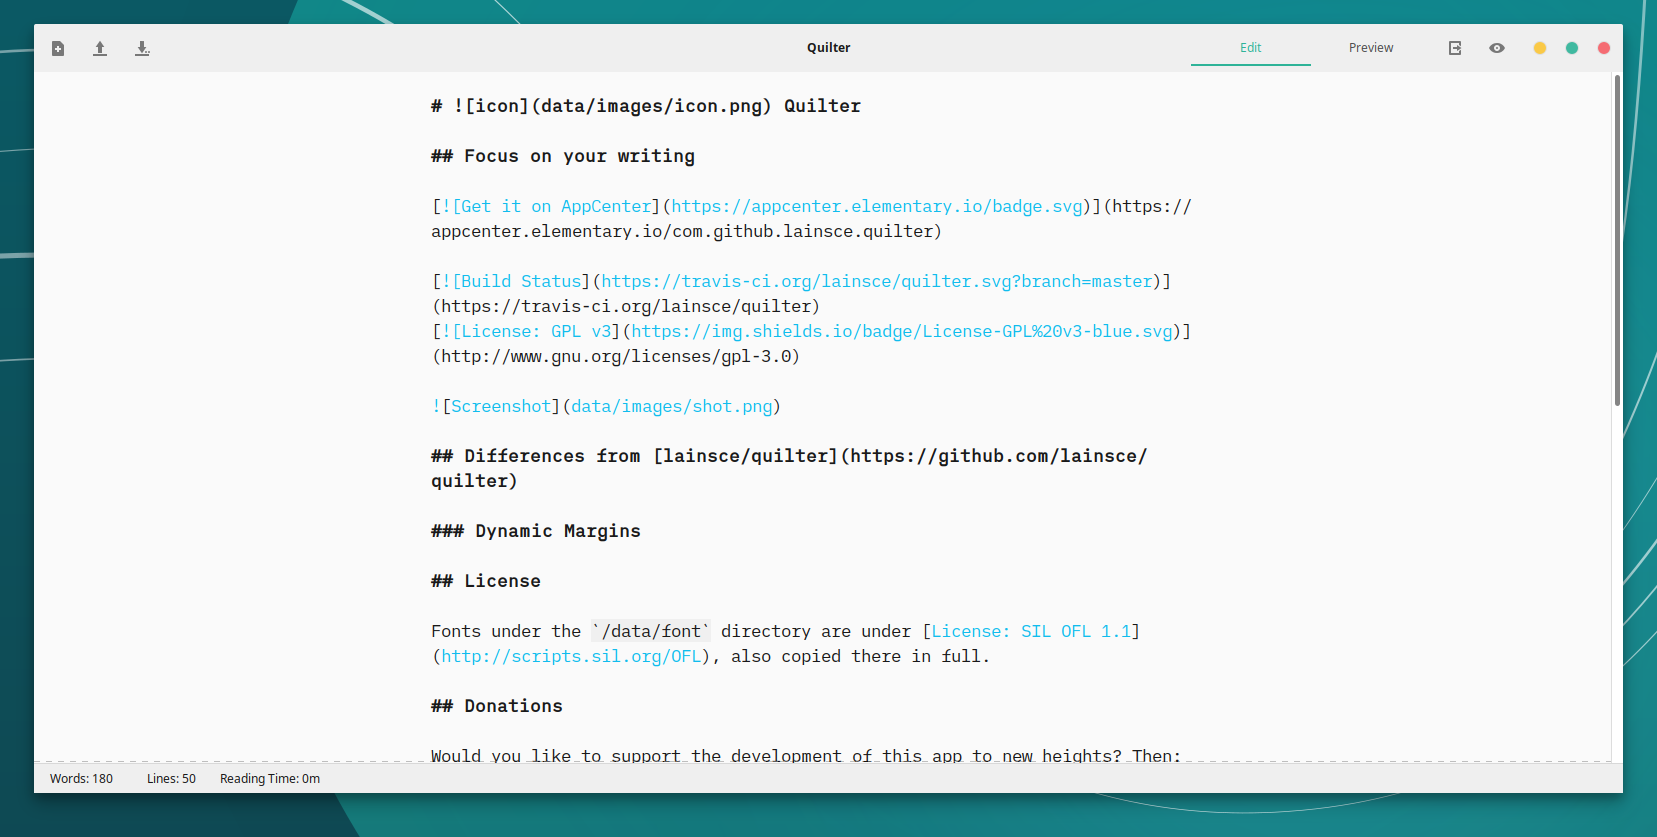 Quilter
Edit
Preview
# ![icon](data/images/icon.png) Quilter
## Focus on your writing
[![Get it on AppCenter](https://appcenter.elementary.io/badge.svg)](https://
appcenter.elementary.io/com.github.lainsce.quilter)
[![Build Status](https://travis-ci.org/lainsce/quilter.svg?branch=master)]
(https://travis-ci.org/lainsce/quilter)
[![License: GPL v3](https://img.shields.io/badge/License-GPL%20v3-blue.svg)]
(http://www.gnu.org/licenses/gpl-3.0)
![Screenshot](data/images/shot.png)
## Differences from [lainsce/quilter](https://github.com/lainsce/
quilter)
### Dynamic Margins
## License
Fonts under the `/data/font` directory are under [License: SIL OFL 1.1]
(http://scripts.sil.org/OFL), also copied there in full.
## Donations
Would you like to support the development of this app to new heights? Then:
Words: 180
Lines: 50
Reading Time: 0m